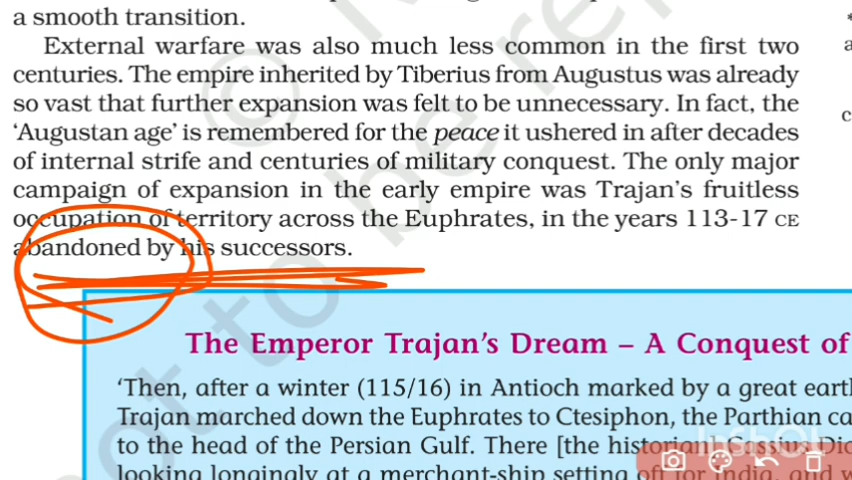 a smooth transition.
External warfare was also much less common in the first two
centuries. The empire inherited by Tiberius from Augustus was already
so vast that further expansion was felt to be unnecessary. In fact, the
‘Augustan age’ is remembered for the peace it ushered in after decades
of internal strife and centuries of military conquest. The only major
campaign of expansion in the early empire was Trajan’s fruitless
occupation of territory across the Euphrates, in the years 113-17 CE
abandoned by his successors.
The Emperor Trajan’s Dream – A Conquest of
‘Then, after a winter (115/16) in Antioch marked by a great
Trajan marched down the Euphrates to Ctesiphon, the Parthian
to the head of the Persian Gulf. There [the historian] Cassius
looking longingly at a merchant-ship setting off for India, and